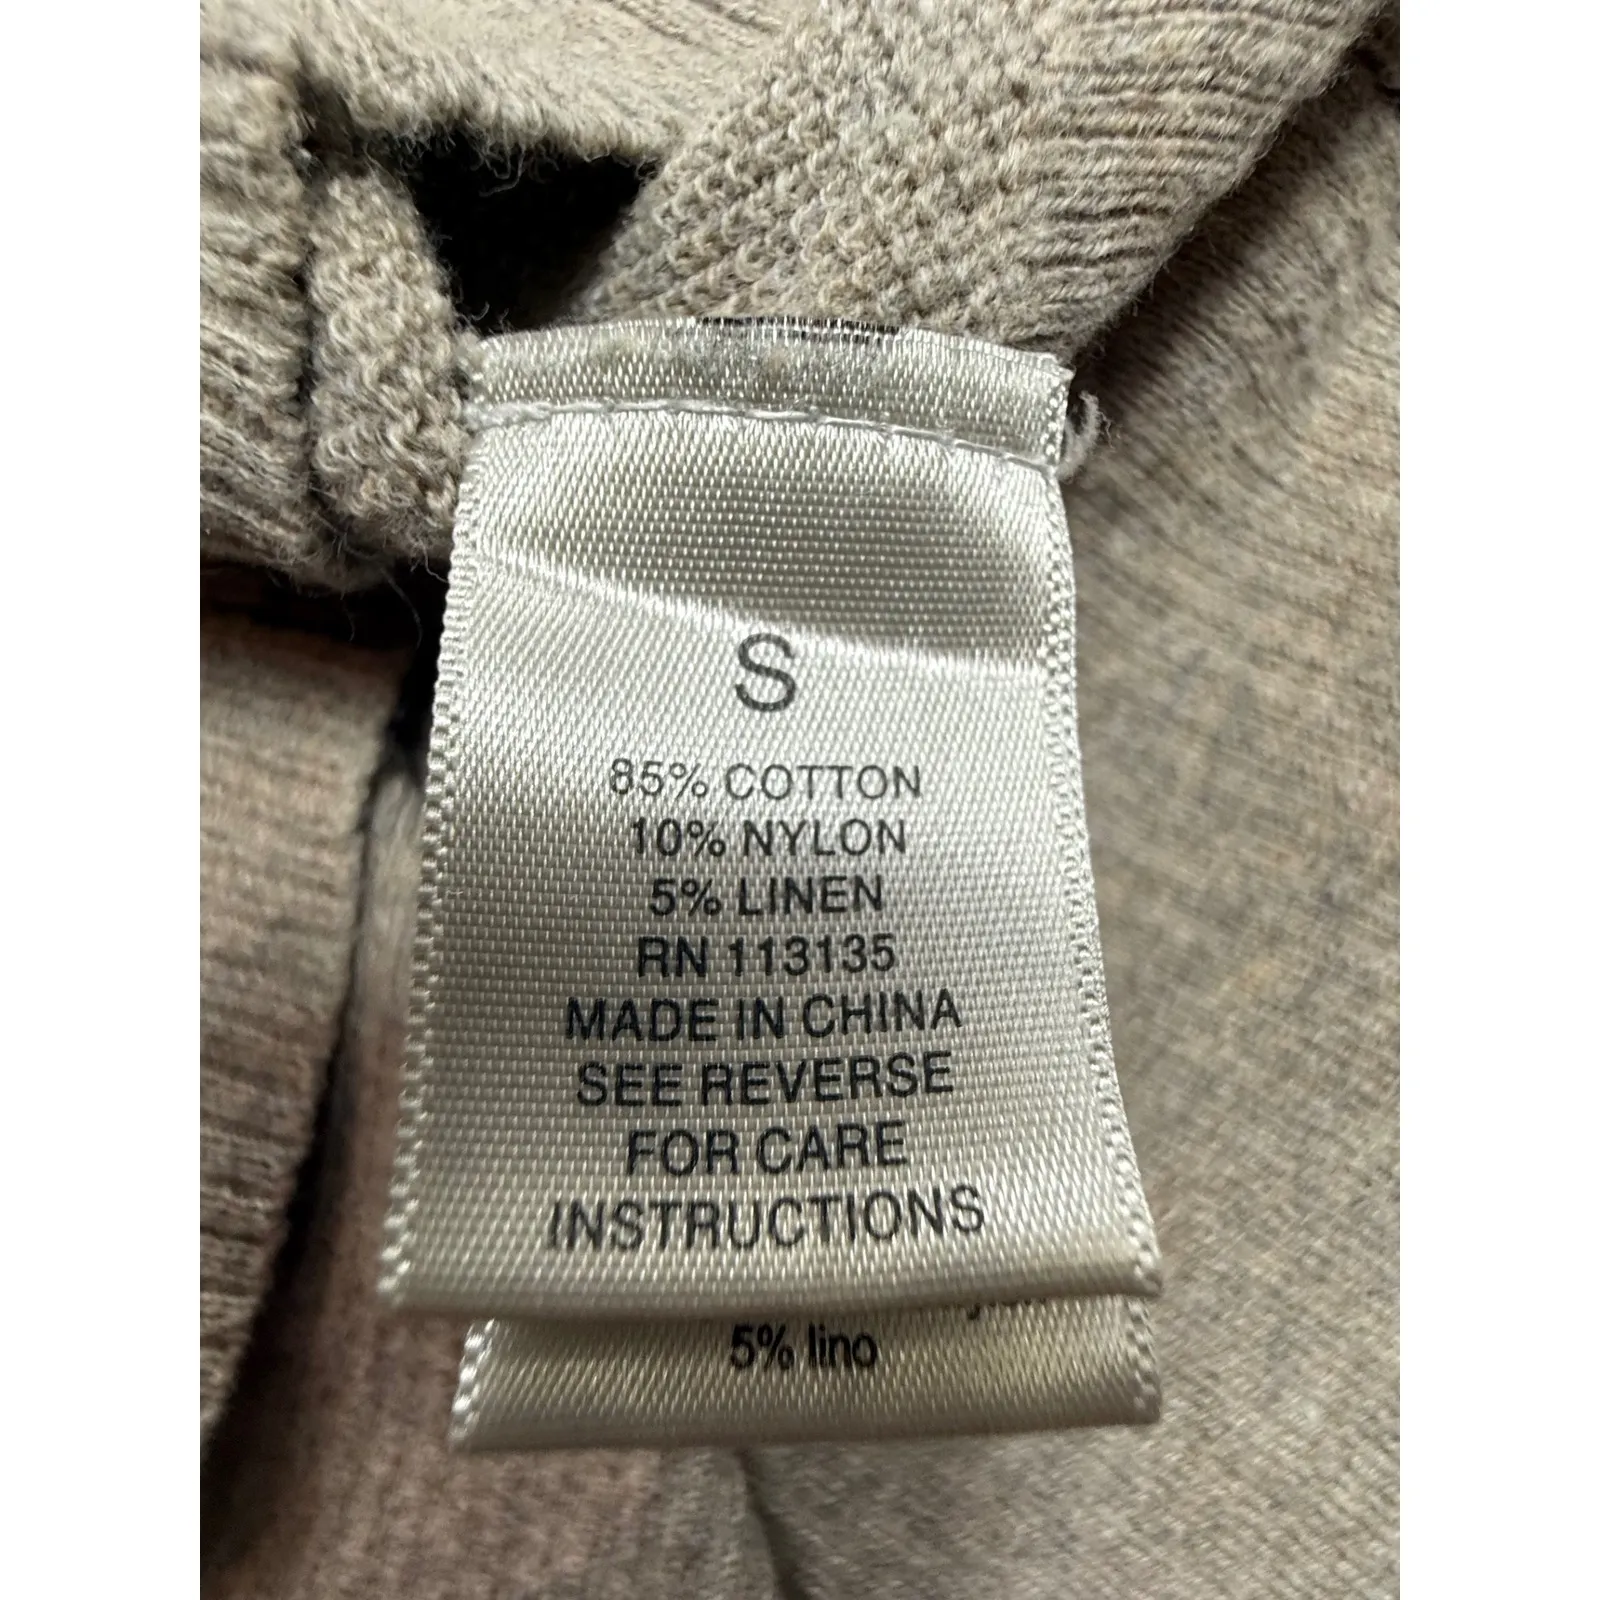 S
85% COTTON
10% NYLON
5% LINEN
RN 113135
MADE IN CHINA
SEE REVERSE
FOR CARE
INSTRUCTIONS
5% lino